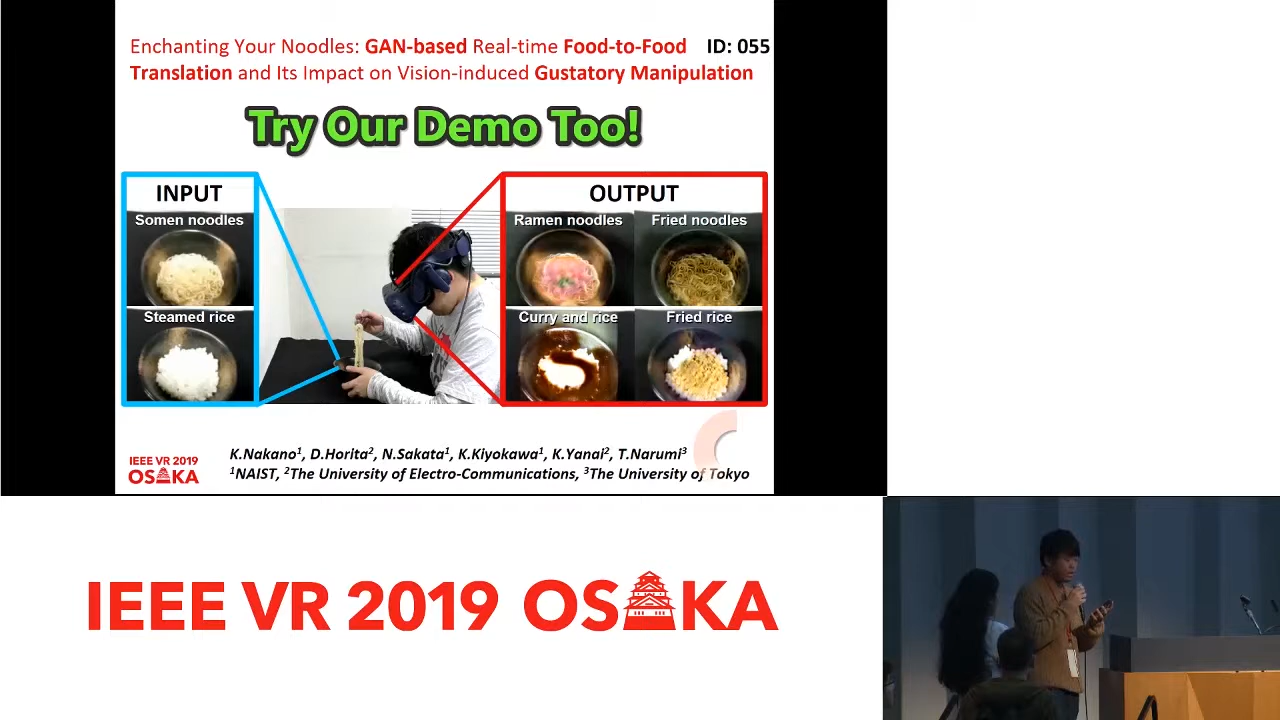 Enchanting Your Noodles: GAN-based Real-time Food-to-Food ID: 055
Translation and Its Impact on Vision-induced Gustatory Manipulation
Try Our Demo Too!
INPUT
Somen noodles
Steamed rice
OUTPUT
Ramen noodles Fried noodles
Curry and rice Fried rice
IEEE VR 2019
OSAKA
K.Nakano¹, D.Horita², N.Sakata¹, K.Kiyokawa¹, K.Yanai², T.Narumi³
¹NAIST, ²The University of Electro-Communications, ³The University of Tokyo
IEEE VR 2019 OSAKA